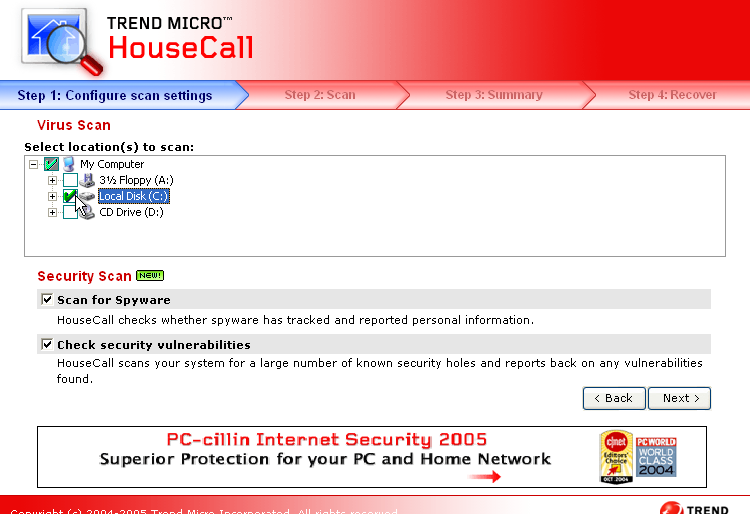 TREND MICRO™
HouseCall
Step 1: Configure scan settings
Step 2: Scan
Step 3: Summary
Step 4: Recover
Virus Scan
Select location(s) to scan:
My Computer
3½ Floppy (A:)
Local Disk (C:)
CD Drive (D:)
Security Scan NEW!
Scan for Spyware
HouseCall checks whether spyware has tracked and reported personal information.
Check security vulnerabilities
HouseCall scans your system for a large number of known security holes and reports back on any vulnerabilities
found.
< Back
Next >
PC-cillin Internet Security 2005
Superior Protection for your PC and Home Network
c|net
Editors'
Choice
OCT 2004
PC WORLD
WORLD
CLASS
2004
Copyright (c) 2004-2005 Trend Micro Incorporated. All rights reserved.
TREND